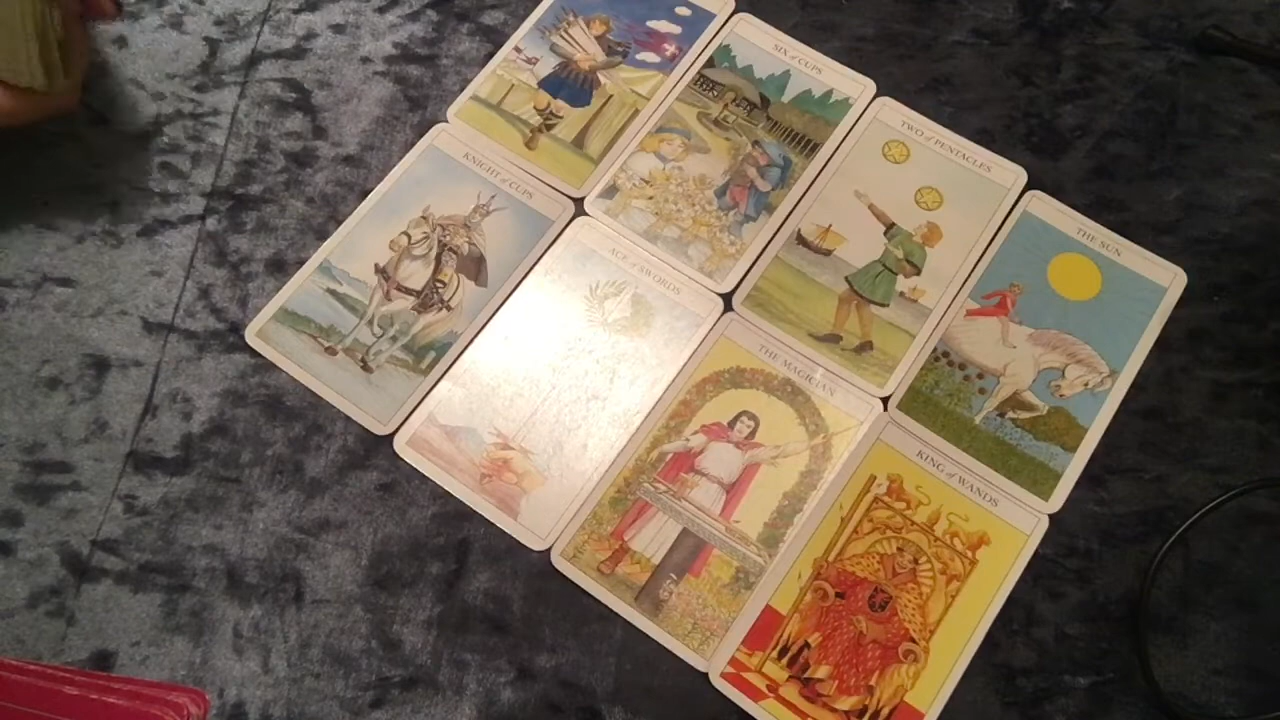 SIX of CUPS
TWO of PENTACLES
THE SUN
KNIGHT of CUPS
ACE of SWORDS
THE MAGICIAN
KING of WANDS